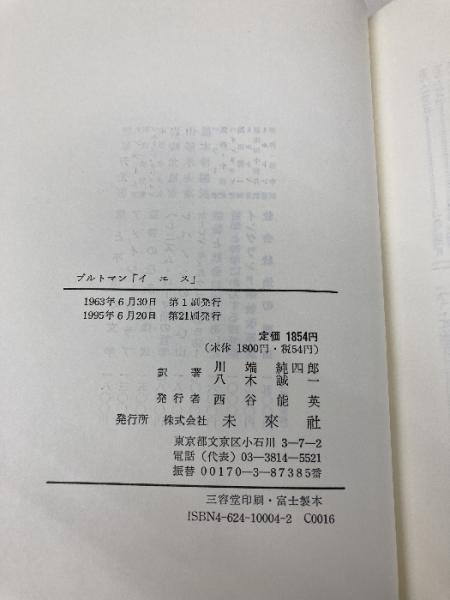 ブルトマン「イエス」
1963年6月30日 第1刷発行
1995年6月20日 第21刷発行
定価 1854円
(本体 1800円・税54円)
訳者 川端純四郎
八木誠一
発行者 西谷能英
発行所 株式会社 未來社
東京都文京区小石川 3-7-2
電話 (代表) 03-3814-5521
振替 00170-3-87385番
三容堂印刷・富士製本
ISBN4-624-10004-2 C0016